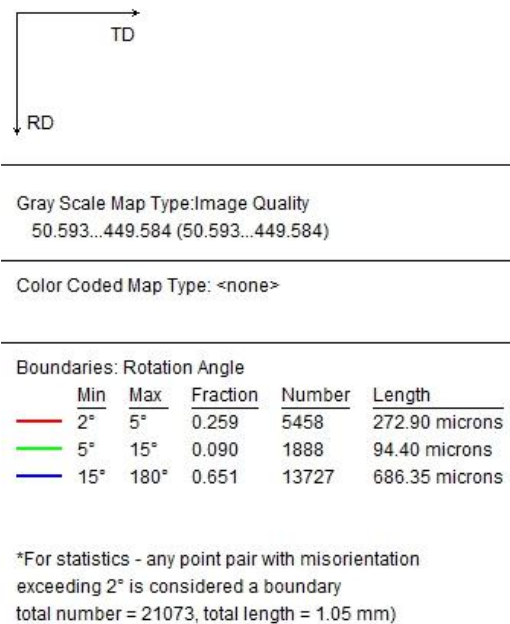 TD
RD
Gray Scale Map Type:Image Quality
50.593...449.584 (50.593...449.584)
Color Coded Map Type: <none>
Boundaries: Rotation Angle
Min Max Fraction Number Length
2° 5° 0.259 5458 272.90 microns
5° 15° 0.090 1888 94.40 microns
15° 180° 0.651 13727 686.35 microns
*For statistics - any point pair with misorientation
exceeding 2° is considered a boundary
total number = 21073, total length = 1.05 mm)